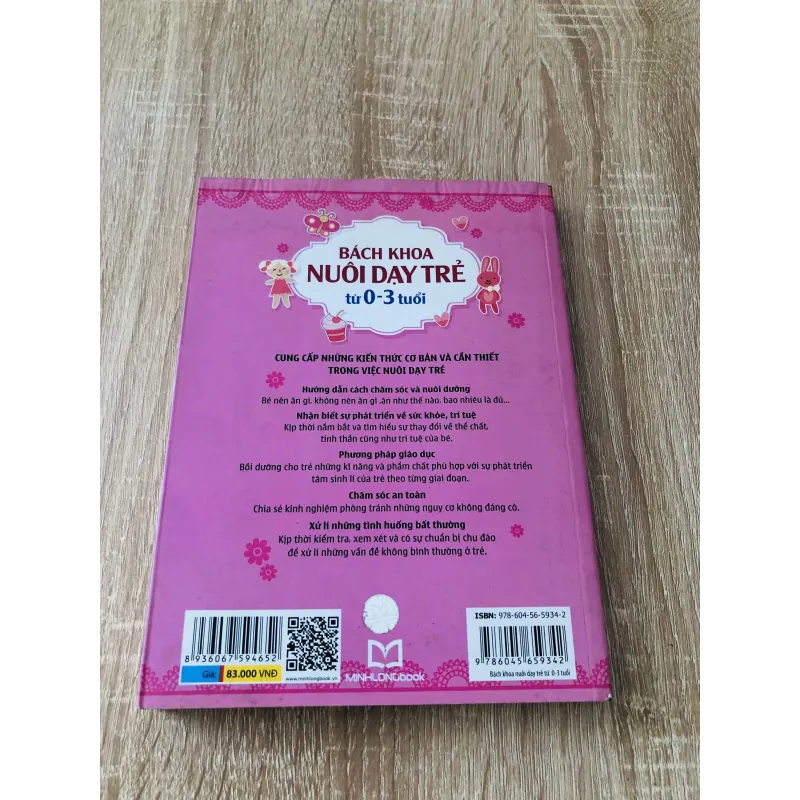 BÁCH KHOA
NUÔI DẠY TRẺ
từ 0-3 tuổi
CUNG CẤP NHỮNG KIẾN THỨC CƠ BẢN VÀ CẦN THIẾT
TRONG VIỆC NUÔI DẠY TRẺ
Hướng dẫn cách chăm sóc và nuôi dưỡng
Bé nên ăn gì, không nên ăn gì ,ăn như thế nào, bao nhiêu là đủ...
Nhận biết sự phát triển về sức khỏe, trí tuệ
Kịp thời nắm bắt và tìm hiểu sự thay đổi về thể chất,
tinh thần cũng như trí tuệ của bé.
Phương pháp giáo dục
Bồi dưỡng cho trẻ những kĩ năng và phẩm chất phù hợp với sự phát triển
tâm sinh lí của trẻ theo từng giai đoạn.
Chăm sóc an toàn
Chia sẻ kinh nghiệm phòng tránh những nguy cơ không đáng có.
Xử lí những tình huống bất thường
Kịp thời kiểm tra, xem xét và có sự chuẩn bị chu đáo
để xử lí những vấn đề không bình thường ở trẻ.
8 936067 594652
Giá: 83.000 VNĐ
www.minhlongbook.vn
MINHLONGbook
ISBN: 978-604-56-5934-2
9 786045 659342
Bách khoa nuôi dạy trẻ từ 0-3 tuổi